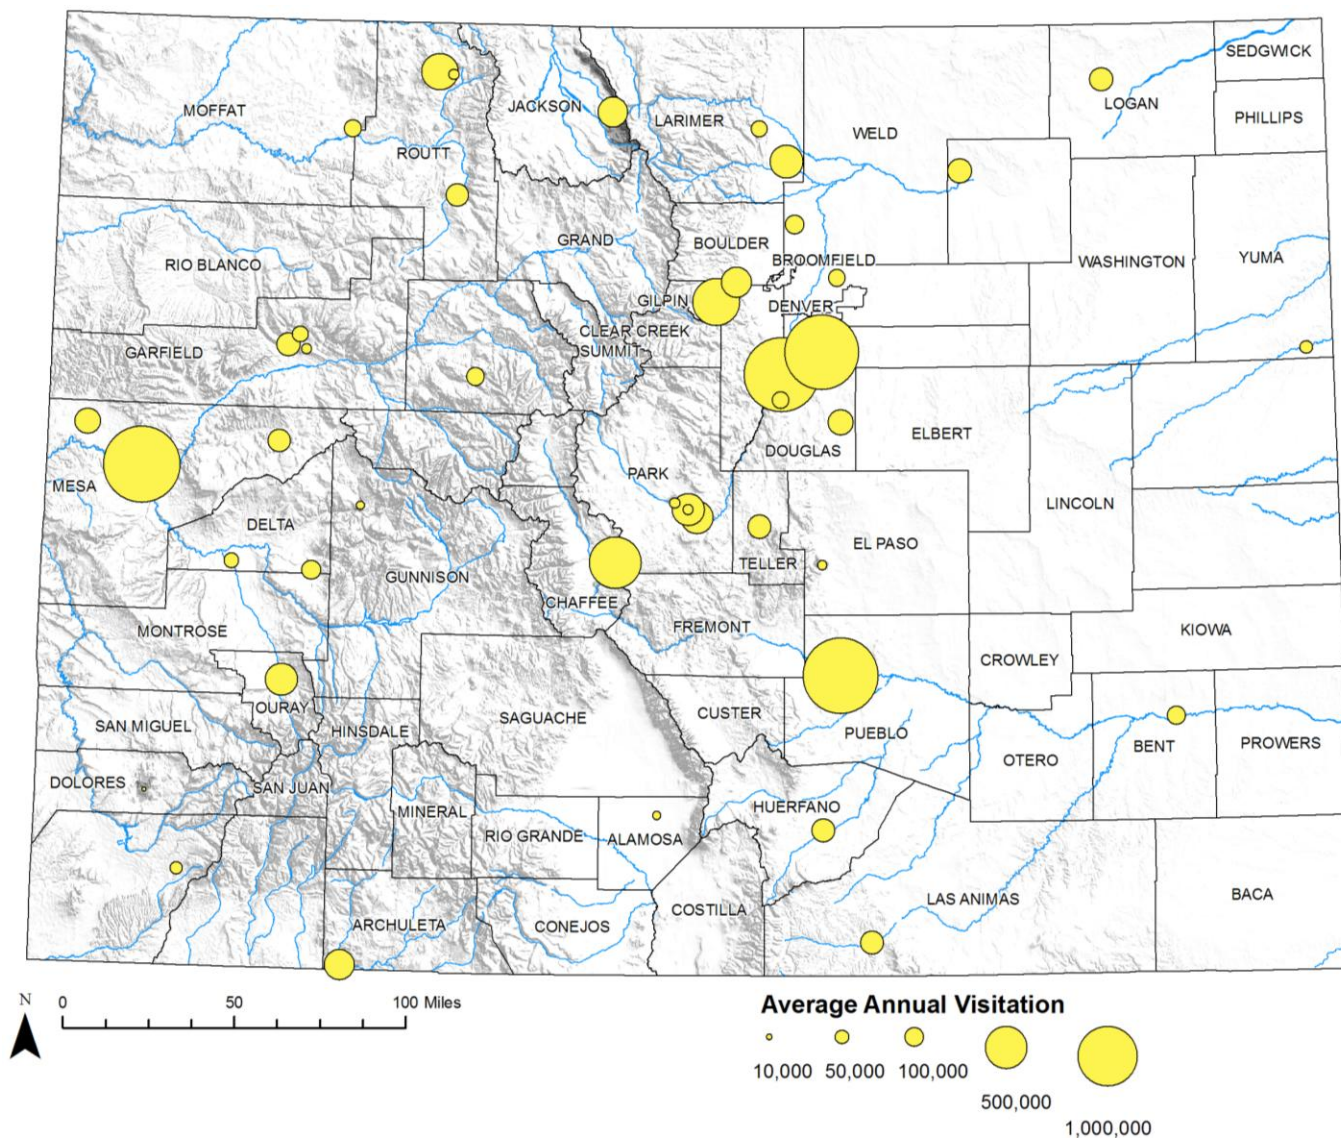 SEDGWICK
LOGAN
JACKSON
MOFFAT
PHILLIPS
LARIMER
WELD
ROUTT
GRAND
BOULDER
YUMA
BROOMFIELD
WASHINGTON
RIO BLANCO
GILPIN
DENVER
CLEAR CREEK
SUMMIT
GARFIELD
ELBERT
DOUGLAS
PARK
MESA
LINCOLN
DELTA
EL PASO
TELLER
GUNNISON
CHAFFEE
FREMONT
MONTROSE
KIOWA
CROWLEY
OURAY
CUSTER
SAGUACHE
SAN MIGUEL
HINSDALE
PUEBLO
BENT
PROWERS
OTERO
DOLORES
SAN JUAN
HUERFANO
MINERAL
RIO GRANDE
ALAMOSA
BACA
LAS ANIMAS
COSTILLA
ARCHULETA
CONEJOS
N
0 50 100 Miles
Average Annual Visitation
10,000 50,000 100,000
500,000
1,000,000